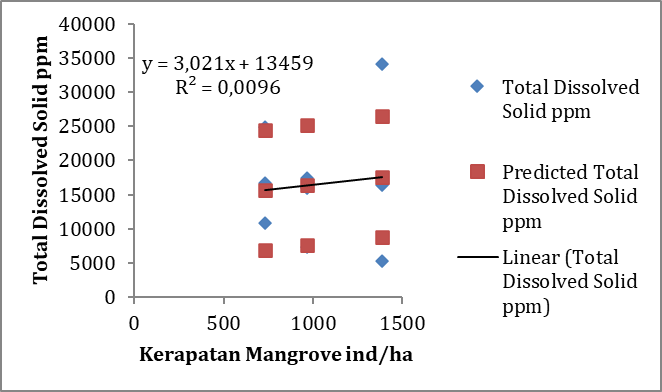 40000
35000
30000
25000
20000
15000
10000
5000
0
Total Dissolved Solid ppm
y = 3,021x + 13459
R² = 0,0096
0 500 1000 1500
Kerapatan Mangrove ind/ha
Total Dissolved
Solid ppm
Predicted Total
Dissolved Solid
ppm
Linear (Total
Dissolved Solid
ppm)